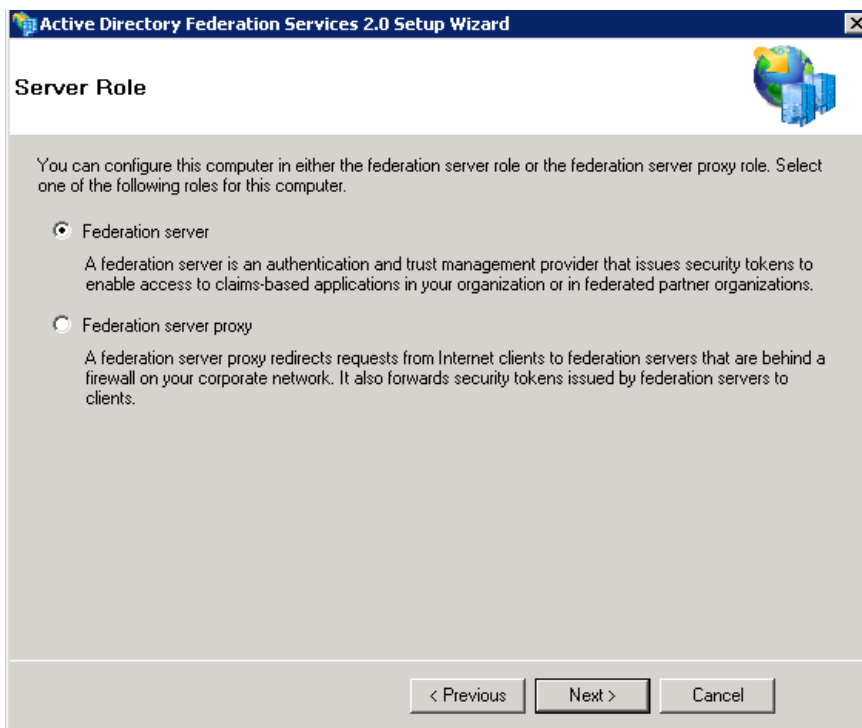 Active Directory Federation Services 2.0 Setup Wizard
Server Role
You can configure this computer in either the federation server role or the federation server proxy role. Select
one of the following roles for this computer.
Federation server
A federation server is an authentication and trust management provider that issues security tokens to
enable access to claims-based applications in your organization or in federated partner organizations.
Federation server proxy
A federation server proxy redirects requests from Internet clients to federation servers that are behind a
firewall on your corporate network. It also forwards security tokens issued by federation servers to
clients.
< Previous Next > Cancel